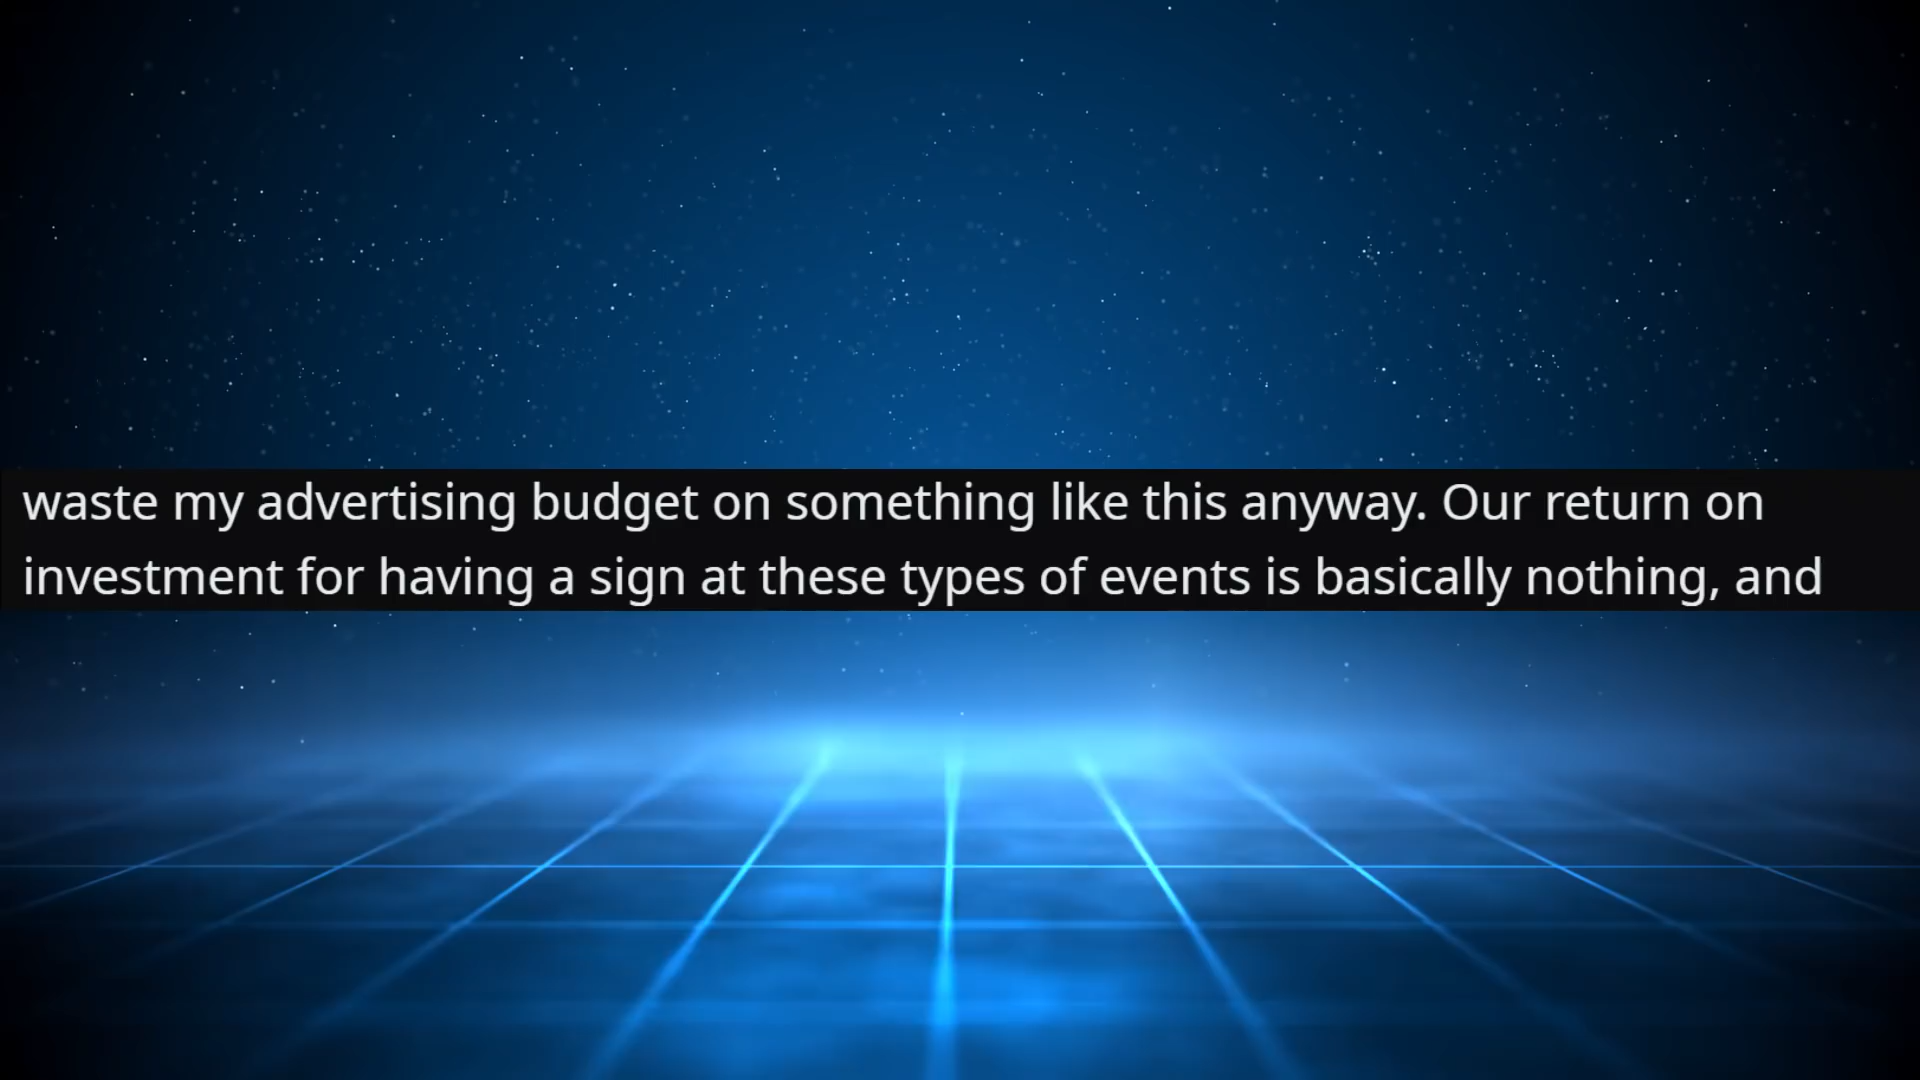 waste my advertising budget on something like this anyway. Our return on
investment for having a sign at these types of events is basically nothing, and